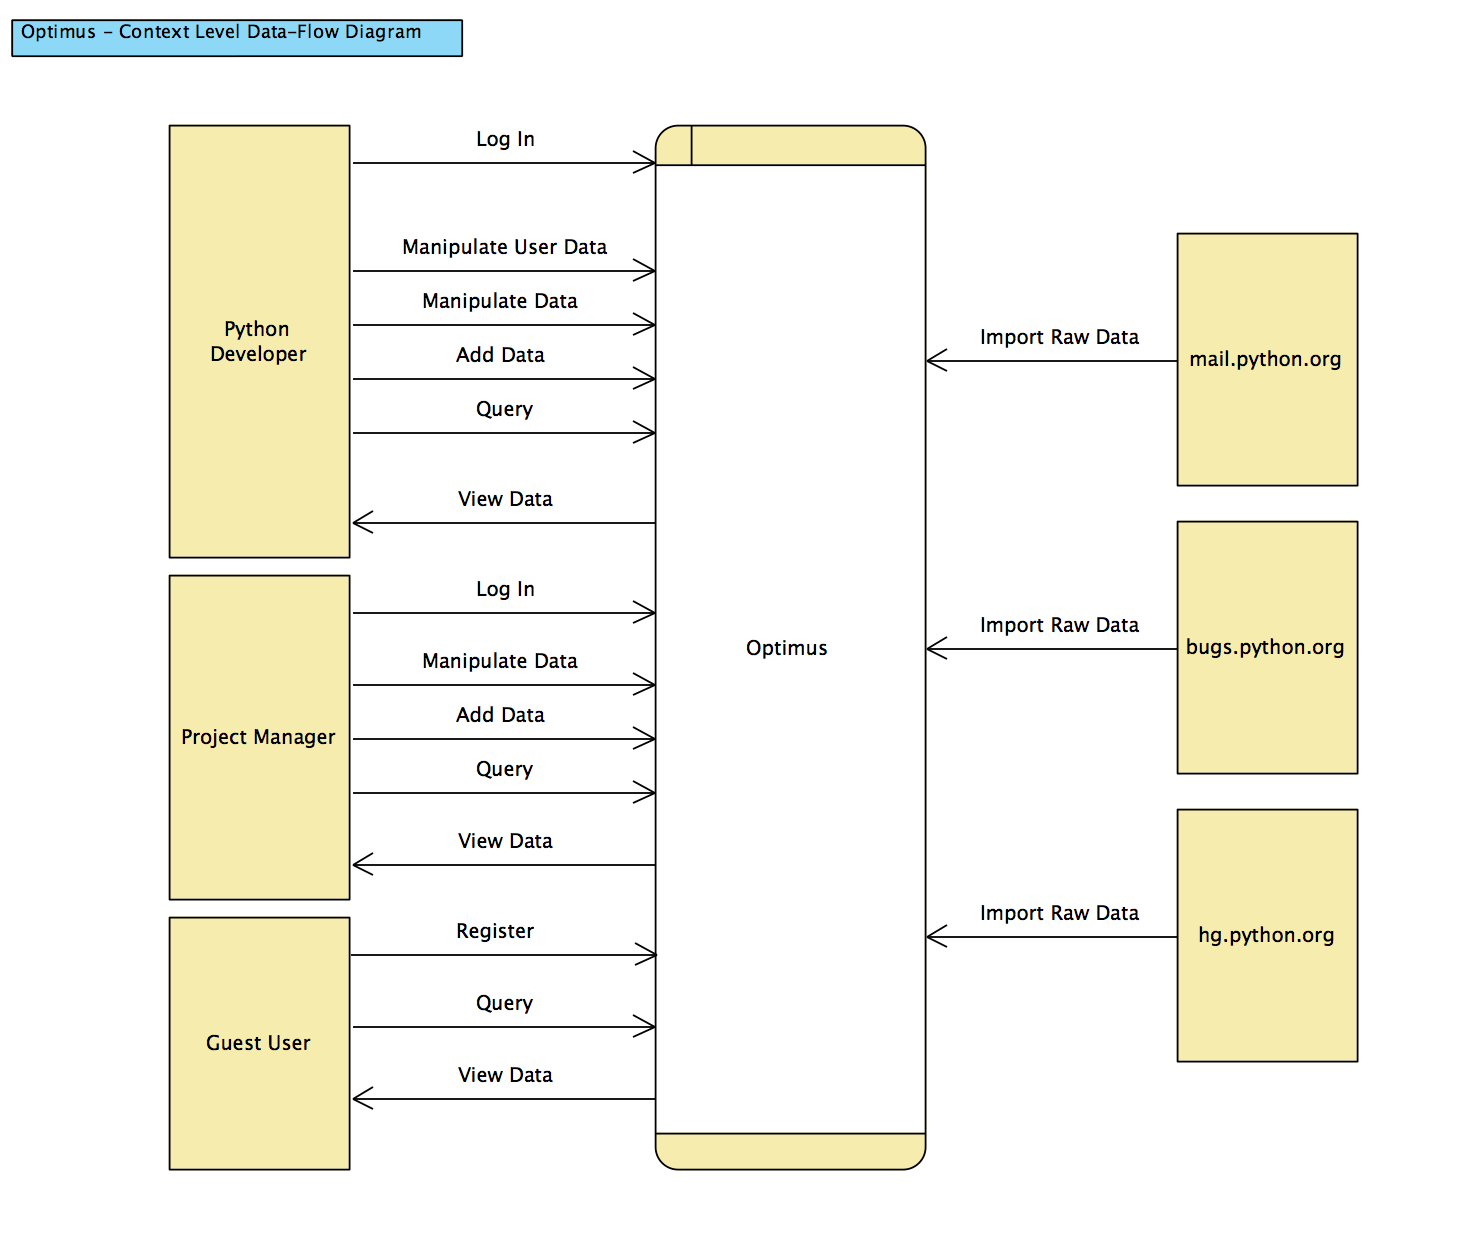 Optimus - Context Level Data-Flow Diagram
Log In
Manipulate User Data
Manipulate Data
Python
Developer
Add Data
Query
View Data
Log In
Manipulate Data
Project Manager
Add Data
Query
View Data
Register
Query
Guest User
View Data
Optimus
Import Raw Data
mail.python.org
Import Raw Data
bugs.python.org
Import Raw Data
hg.python.org